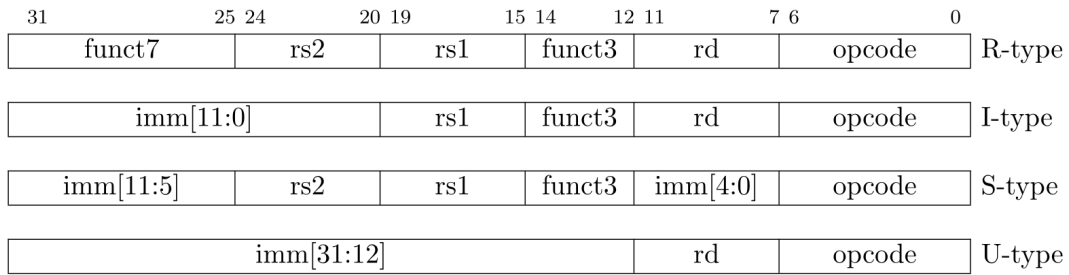 31 25 24 20 19 15 14 12 11 7 6 0
funct7 rs2 rs1 funct3 rd opcode R-type
imm[11:0] rs1 funct3 rd opcode I-type
imm[11:5] rs2 rs1 funct3 imm[4:0] opcode S-type
imm[31:12] rd opcode U-type